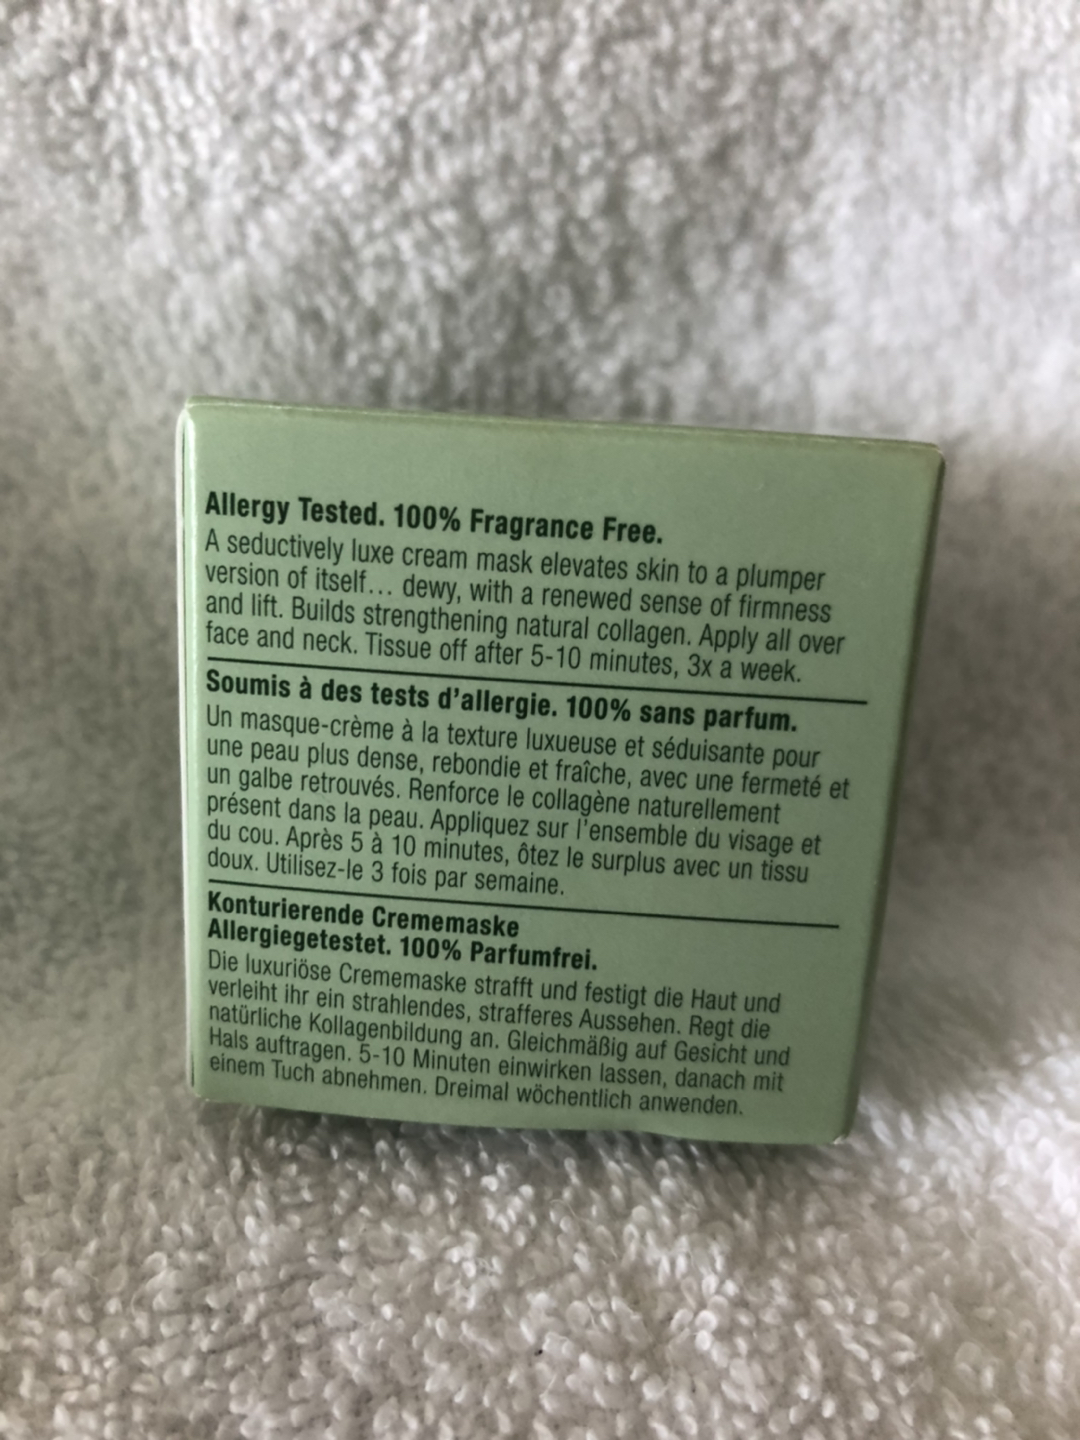 Allergy Tested. 100% Fragrance Free.
A seductively luxe cream mask elevates skin to a plumper
version of itself... dewy, with a renewed sense of firmness
and lift. Builds strengthening natural collagen. Apply all over
face and neck. Tissue off after 5-10 minutes, 3x a week.
Soumis à des tests d'allergie. 100% sans parfum.
Un masque-crème à la texture luxueuse et séduisante pour
une peau plus dense, rebondie et fraîche, avec une fermeté et
un galbe retrouvés. Renforce le collagène naturellement
présent dans la peau. Appliquez sur l'ensemble du visage et
du cou. Après 5 à 10 minutes, ôtez le surplus avec un tissu
doux. Utilisez-le 3 fois par semaine.
Konturierende Crememaske
Allergiegetestet. 100% Parfumfrei.
Die luxuriöse Crememaske strafft und festigt die Haut und
verleiht ihr ein strahlendes, strafferes Aussehen. Regt die
natürliche Kollagenbildung an. Gleichmäßig auf Gesicht und
Hals auftragen. 5-10 Minuten einwirken lassen, danach mit
einem Tuch abnehmen. Dreimal wöchentlich anwenden.